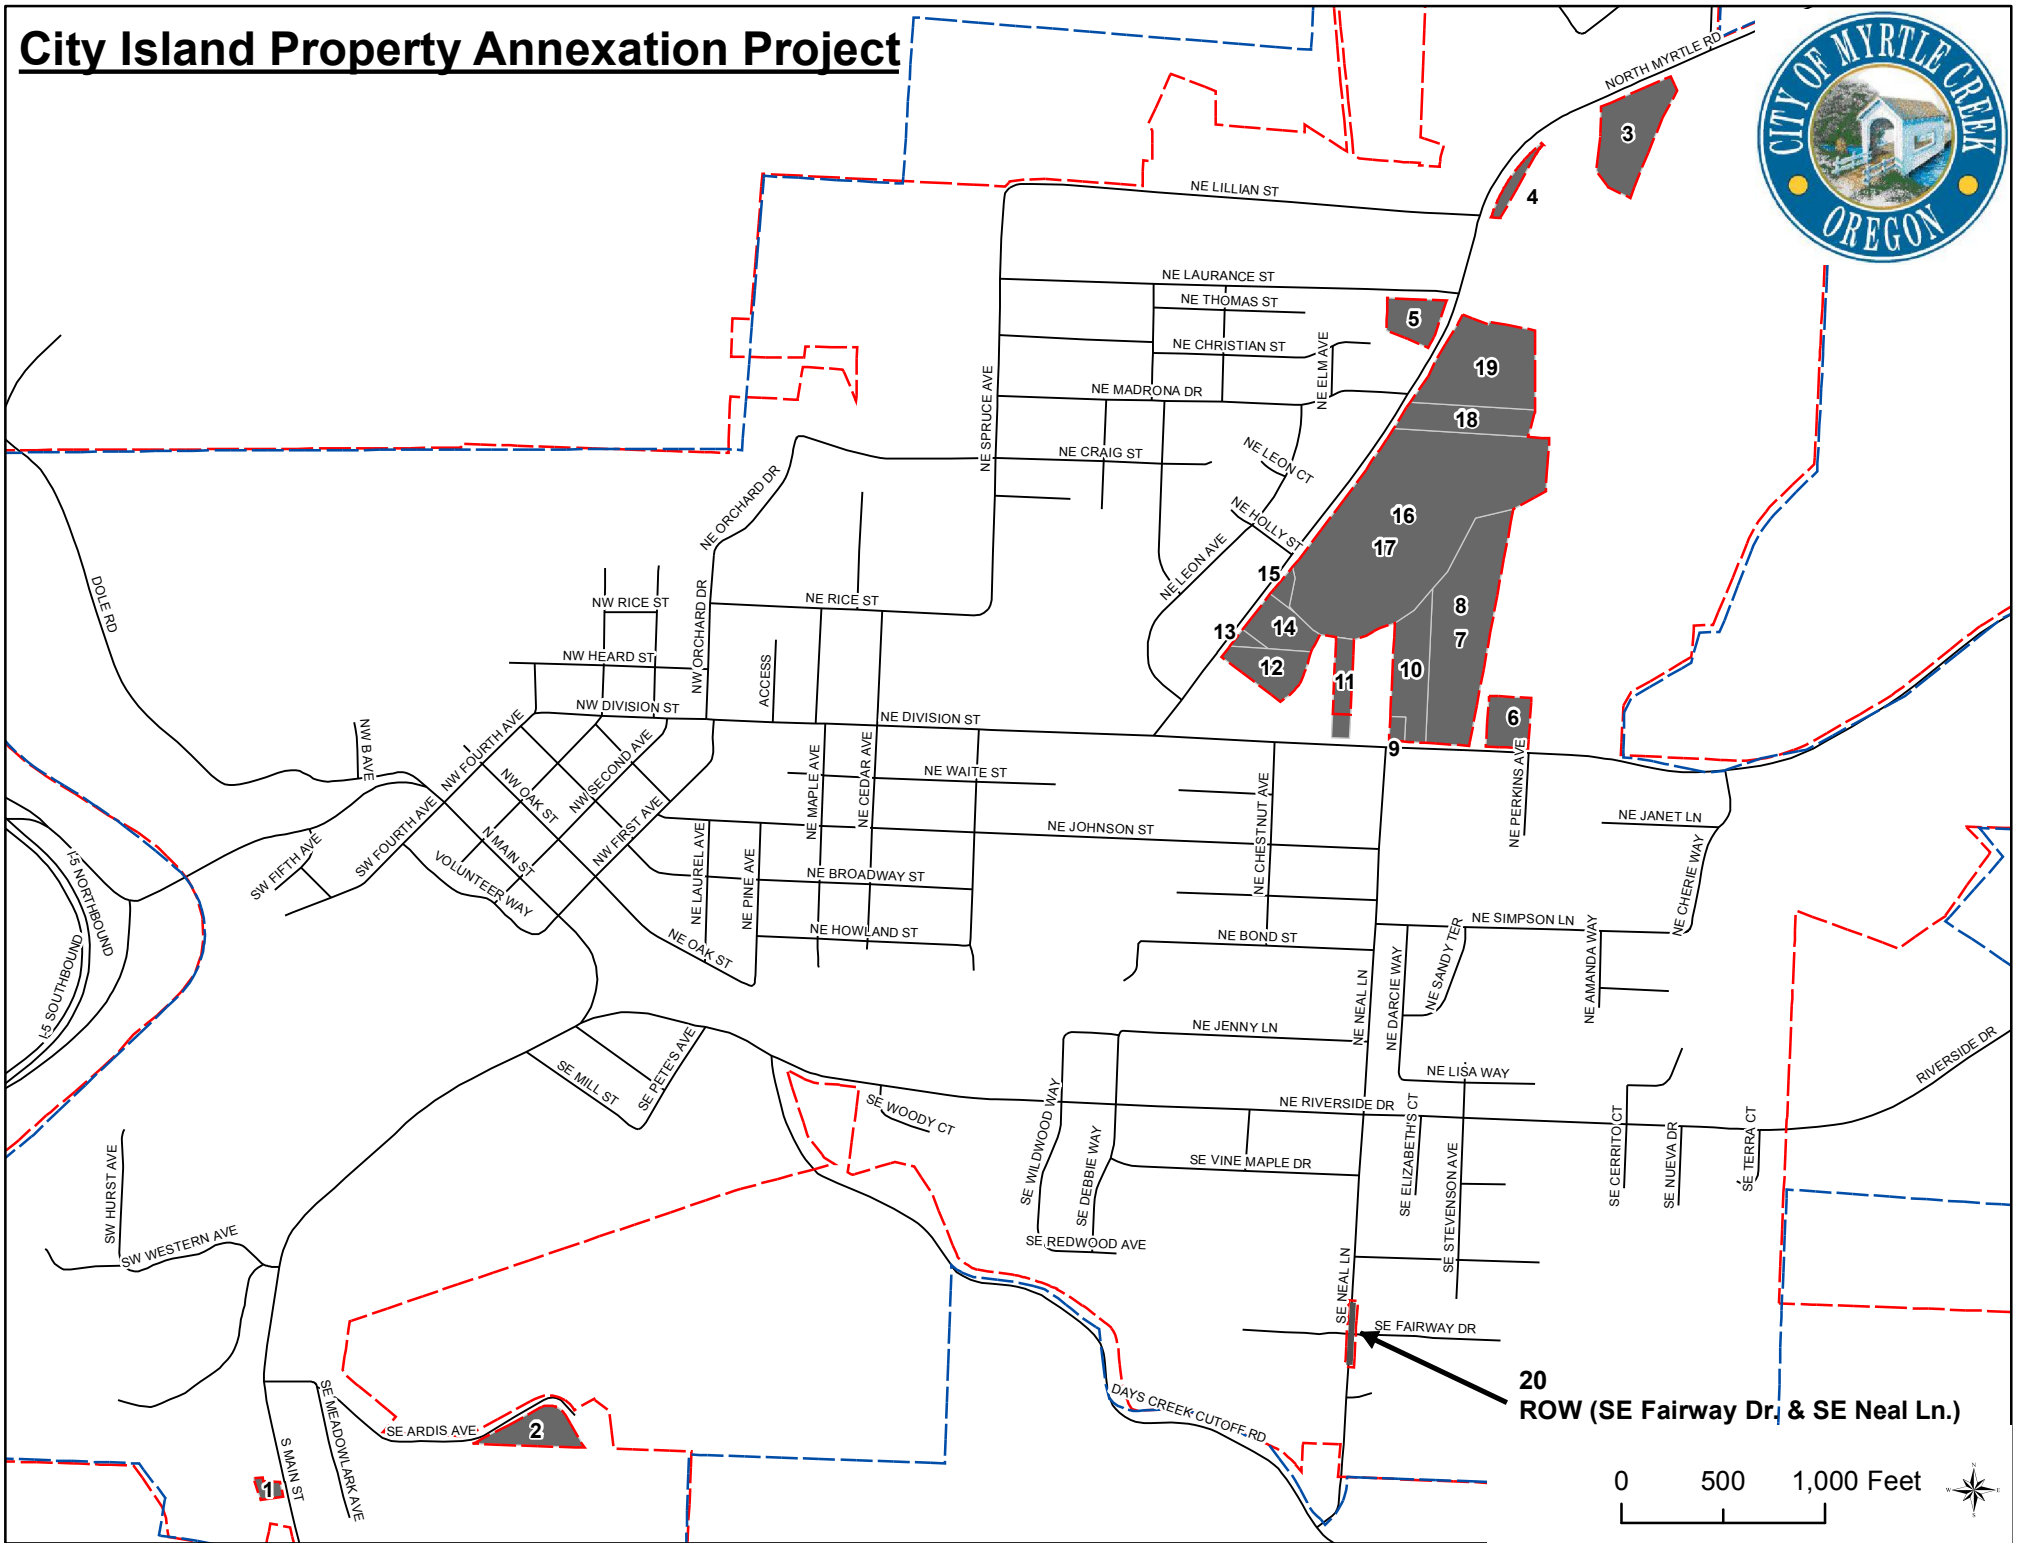 City Island Property Annexation Project
CITY OF MYRTLE CREEK
OREGON
NORTH MYRTLE RD
3
4
NE LILLIAN ST
NE LAURANCE ST
NE THOMAS ST
5
NE CHRISTIAN ST
NE ELM AVE
19
NE MADRONA DR
18
NE SPRUCE AVE
NE CRAIG ST
NE LEON CT
NE ORCHARD DR
NE HOLLY ST
16
17
NE LEON AVE
15
DOLE RD
NW RICE ST
NW ORCHARD DR
NE RICE ST
8
7
13
14
NW HEARD ST
ACCESS
12
11
10
NW DIVISION ST
NE DIVISION ST
6
9
NW B AVE
NW FOURTH AVE
NW SECOND AVE
NW OAK ST
NE MAPLE AVE
NE CEDAR AVE
NE WAITE ST
NE CHESTNUT AVE
NE PERKINS AVE
NE JANET LN
SW FOURTH AVE
N MAIN ST
NW FIRST AVE
NE JOHNSON ST
SW FIFTH AVE
VOLUNTEER WAY
NE LAUREL AVE
NE PINE AVE
NE BROADWAY ST
NE CHERIE WAY
I-5 NORTHBOUND
I-5 SOUTHBOUND
NE OAK ST
NE HOWLAND ST
NE BOND ST
NE SIMPSON LN
NE SANDY TER
NE AMANDA WAY
NE NEAL LN
NE DARCIE WAY
NE JENNY LN
SE MILL ST
SE PETE'S AVE
NE LISA WAY
RIVERSIDE DR
SE WOODY CT
NE RIVERSIDE DR
SE WILDWOOD WAY
SE DEBBIE WAY
SE VINE MAPLE DR
SE ELIZABETH'S CT
SE STEVENSON AVE
SE CERRITO CT
SE NUEVA DR
SE TERRA CT
SW HURST AVE
SW WESTERN AVE
SE REDWOOD AVE
SE NEAL LN
SE FAIRWAY DR
20
ROW (SE Fairway Dr. & SE Neal Ln.)
DAYS CREEK CUTOFF RD
SE MEADOWLARK AVE
SE ARDIS AVE
2
S MAIN ST
1
0 500 1,000 Feet
N
W E
S